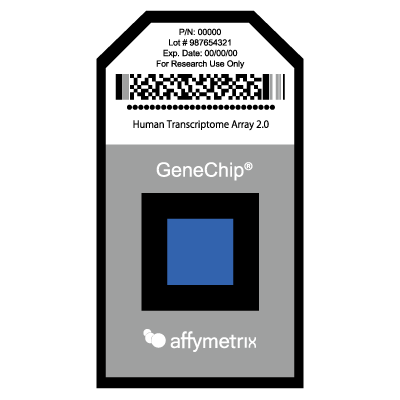 P/N: 00000
Lot # 987654321
Exp. Date: 00/00/00
For Research Use Only
Human Transcriptome Array 2.0
GeneChip®
affymetrix